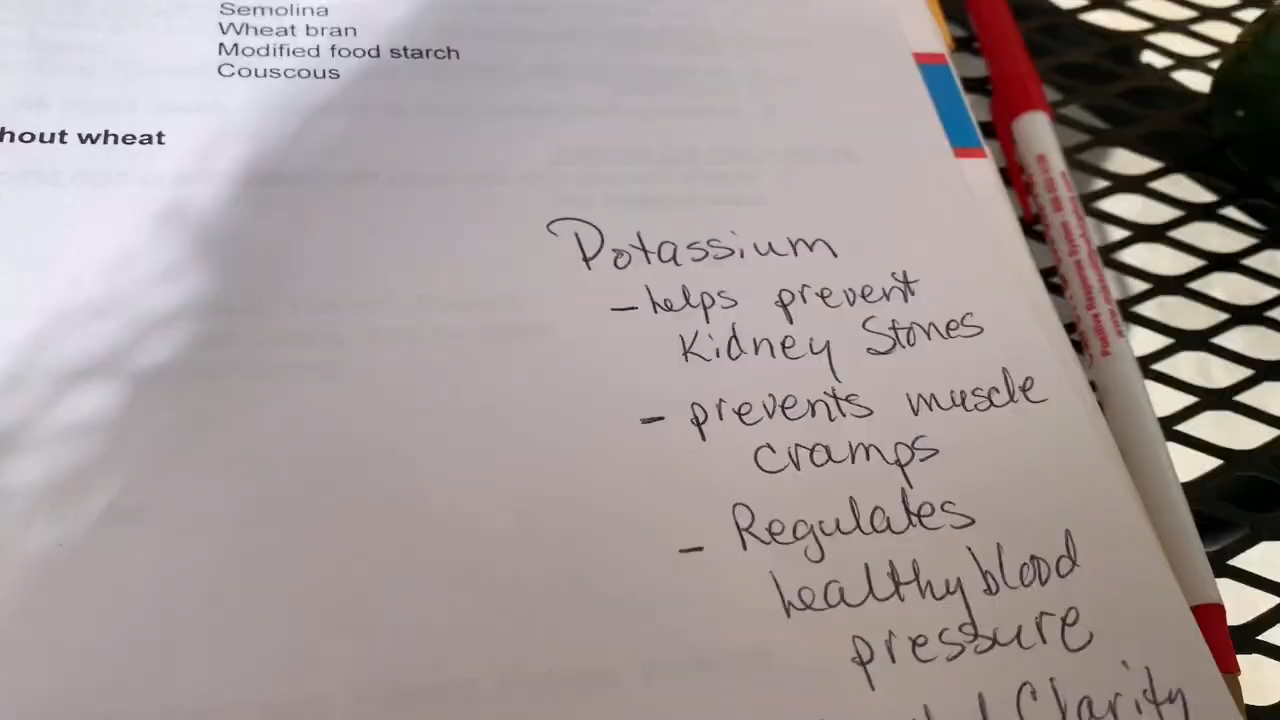 Semolina
Wheat bran
Modified food starch
Couscous
hout wheat
Potassium
- helps prevent
Kidney Stones
- prevents muscle
cramps
- Regulates
healthy blood
pressure
Clarity